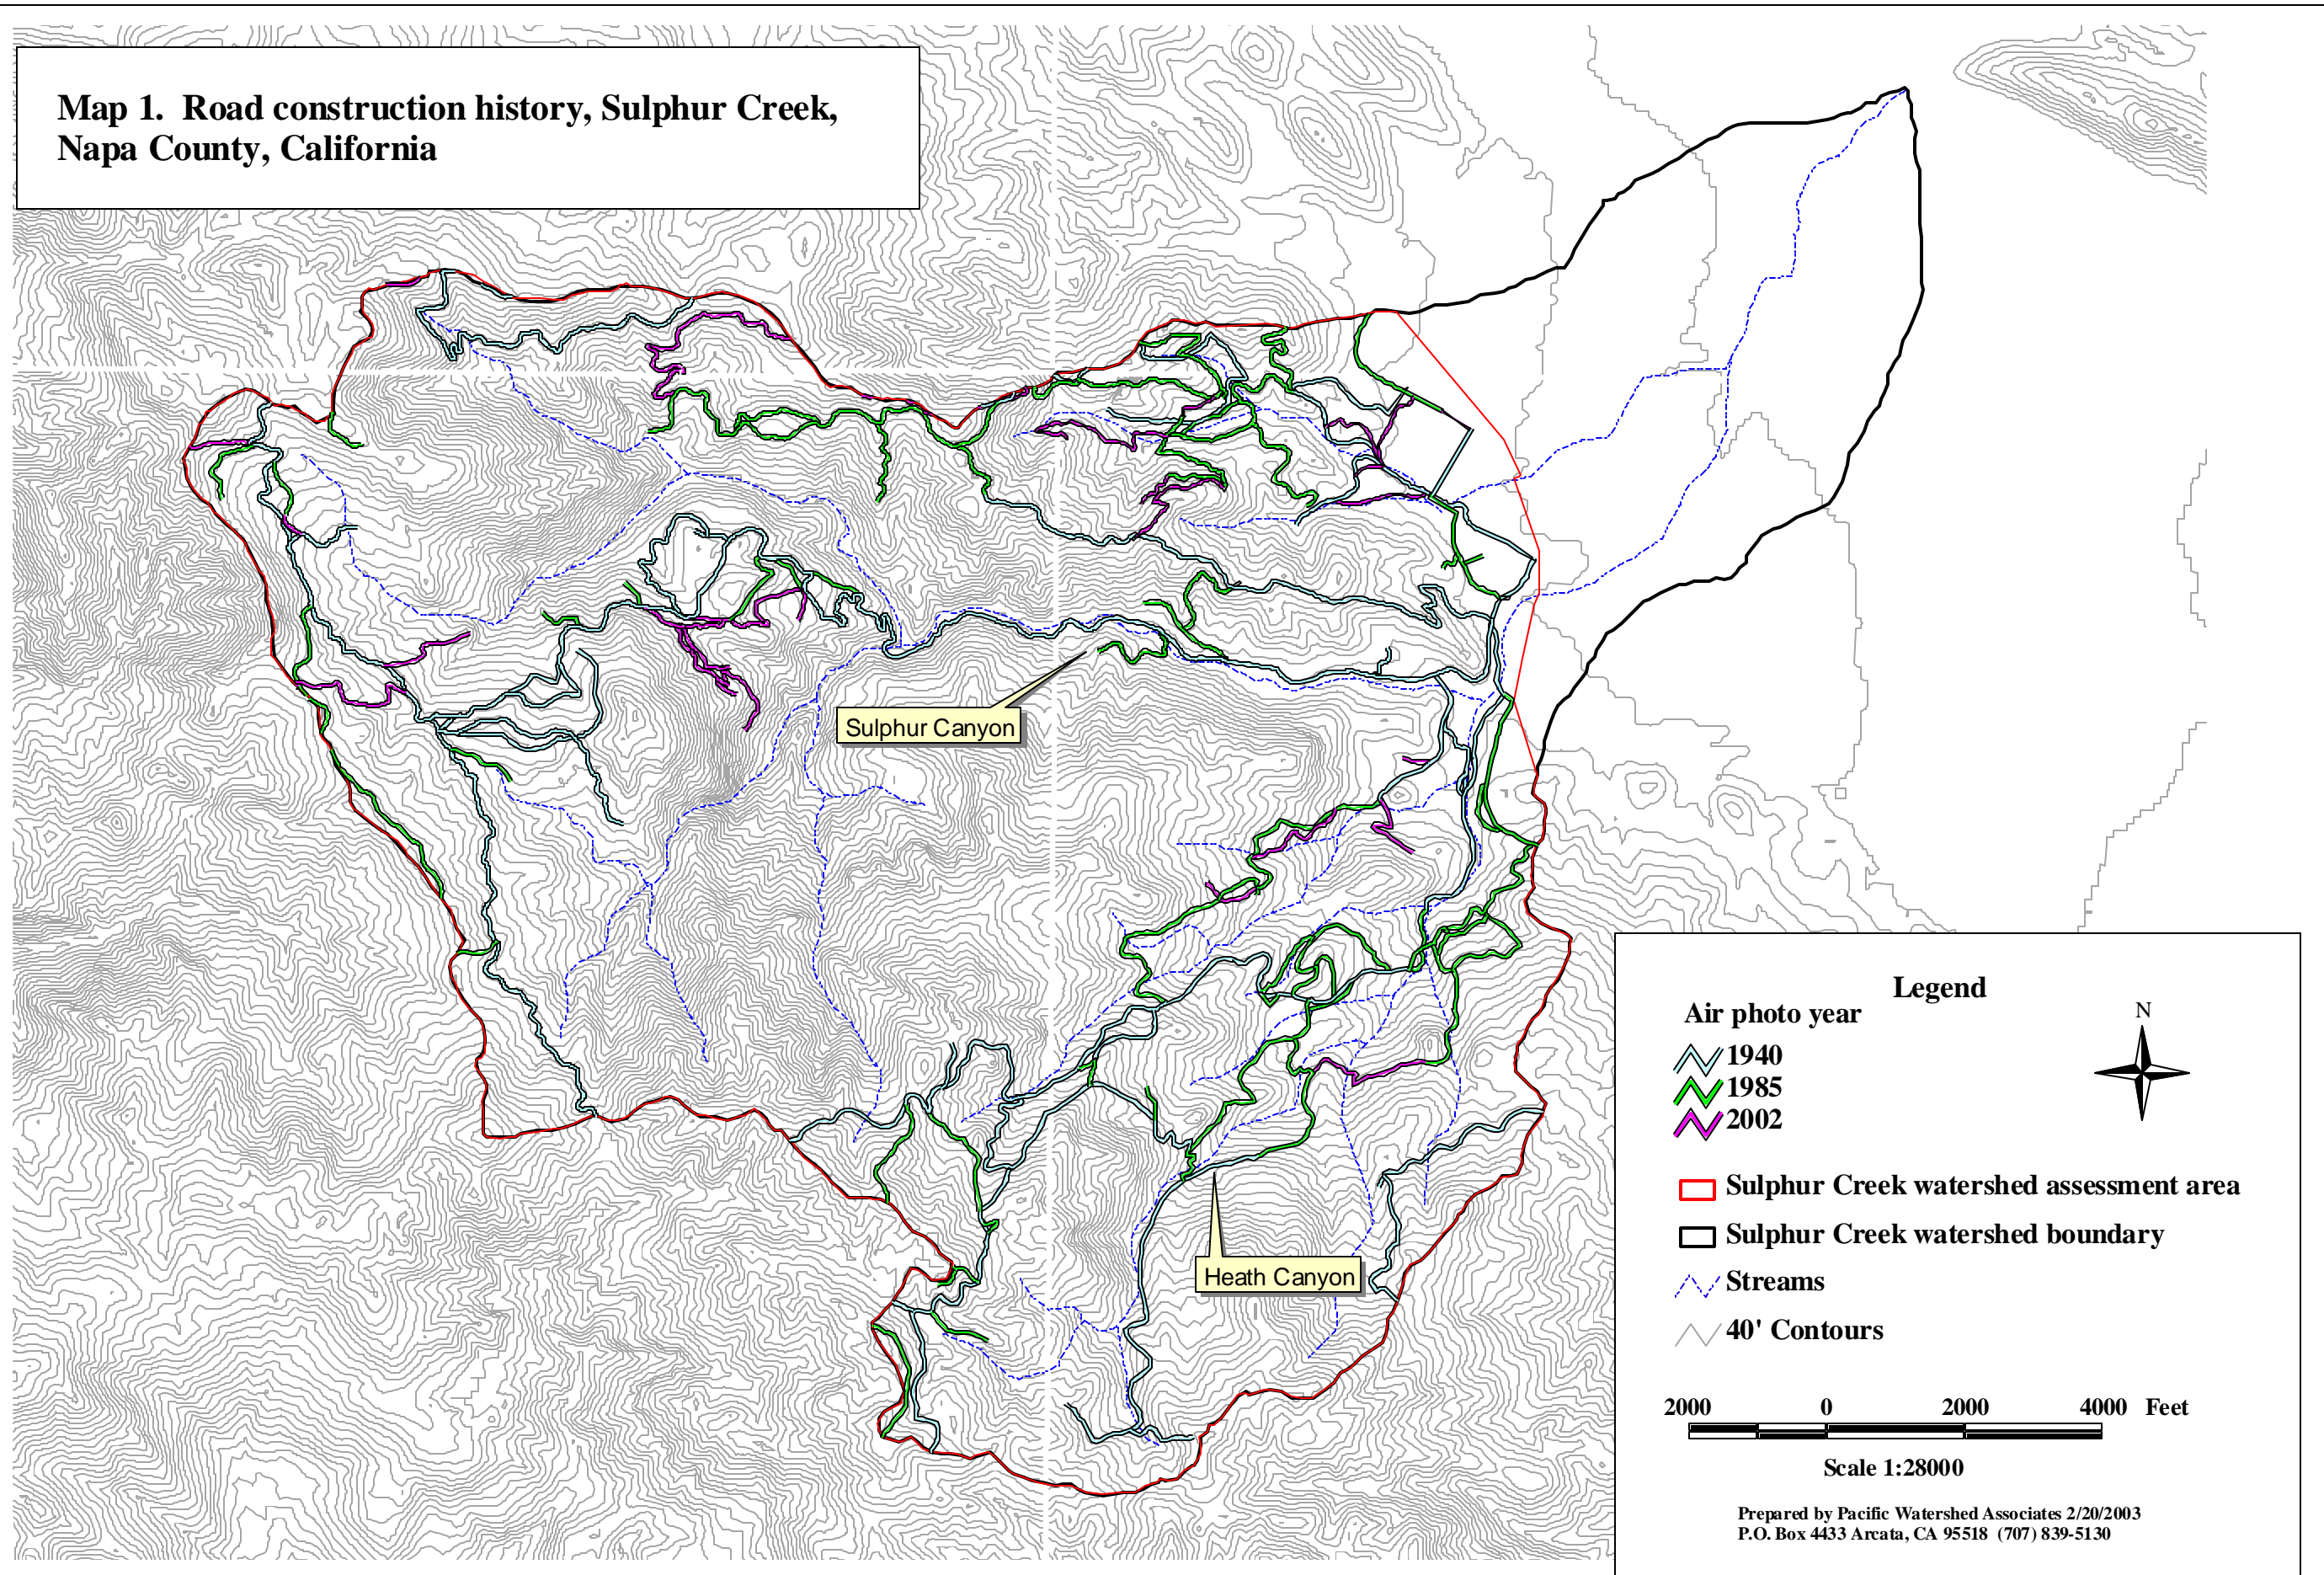 Map 1. Road construction history, Sulphur Creek,
Napa County, California
Sulphur Canyon
Heath Canyon
Legend
Air photo year
1940
1985
2002
N
Sulphur Creek watershed assessment area
Sulphur Creek watershed boundary
Streams
40' Contours
2000 0 2000 4000 Feet
Scale 1:28000
Prepared by Pacific Watershed Associates 2/20/2003
P.O. Box 4433 Arcata, CA 95518 (707) 839-5130